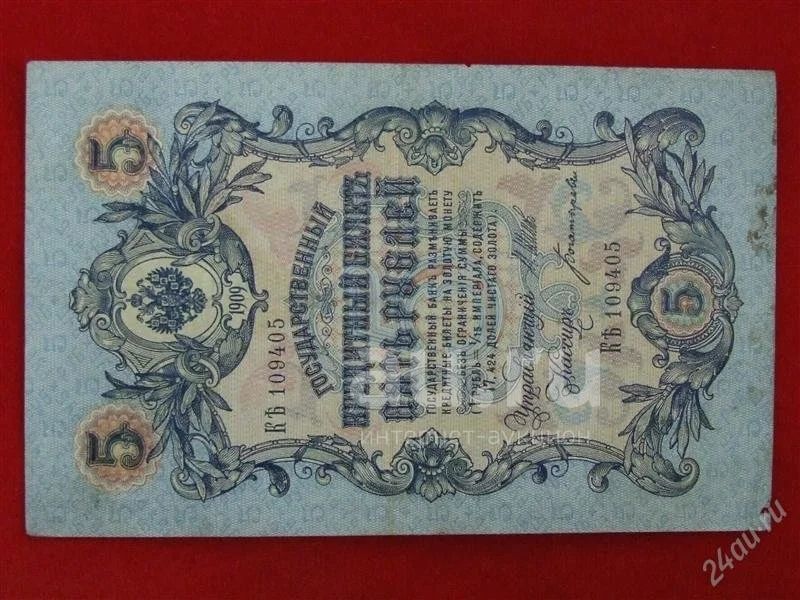 5
5
1909
КЪ 109405
ГОСУДАРСТВЕННЫЙ
КРЕДИТНЫЙ БИЛЕТЪ
ПЯТЬ РУБЛЕЙ
ГОСУДАРСТВЕННЫЙ БАНКЪ РАЗМѢНИВАЕТЪ
КРЕДИТНЫЕ БИЛЕТЫ НА ЗОЛОТУЮ МОНЕТУ
БЕЗЪ ОГРАНИЧЕНІЯ СУММЫ
(1 РУБЛЬ = 1/15 ИМПЕРІАЛА, СОДЕРЖИТЪ
17,424 ДОЛЕЙ ЧИСТАГО ЗОЛОТА).
Управляющій
Кассиръ
КЪ 109405
5
au.ru
интернет-аукцион
24au.ru